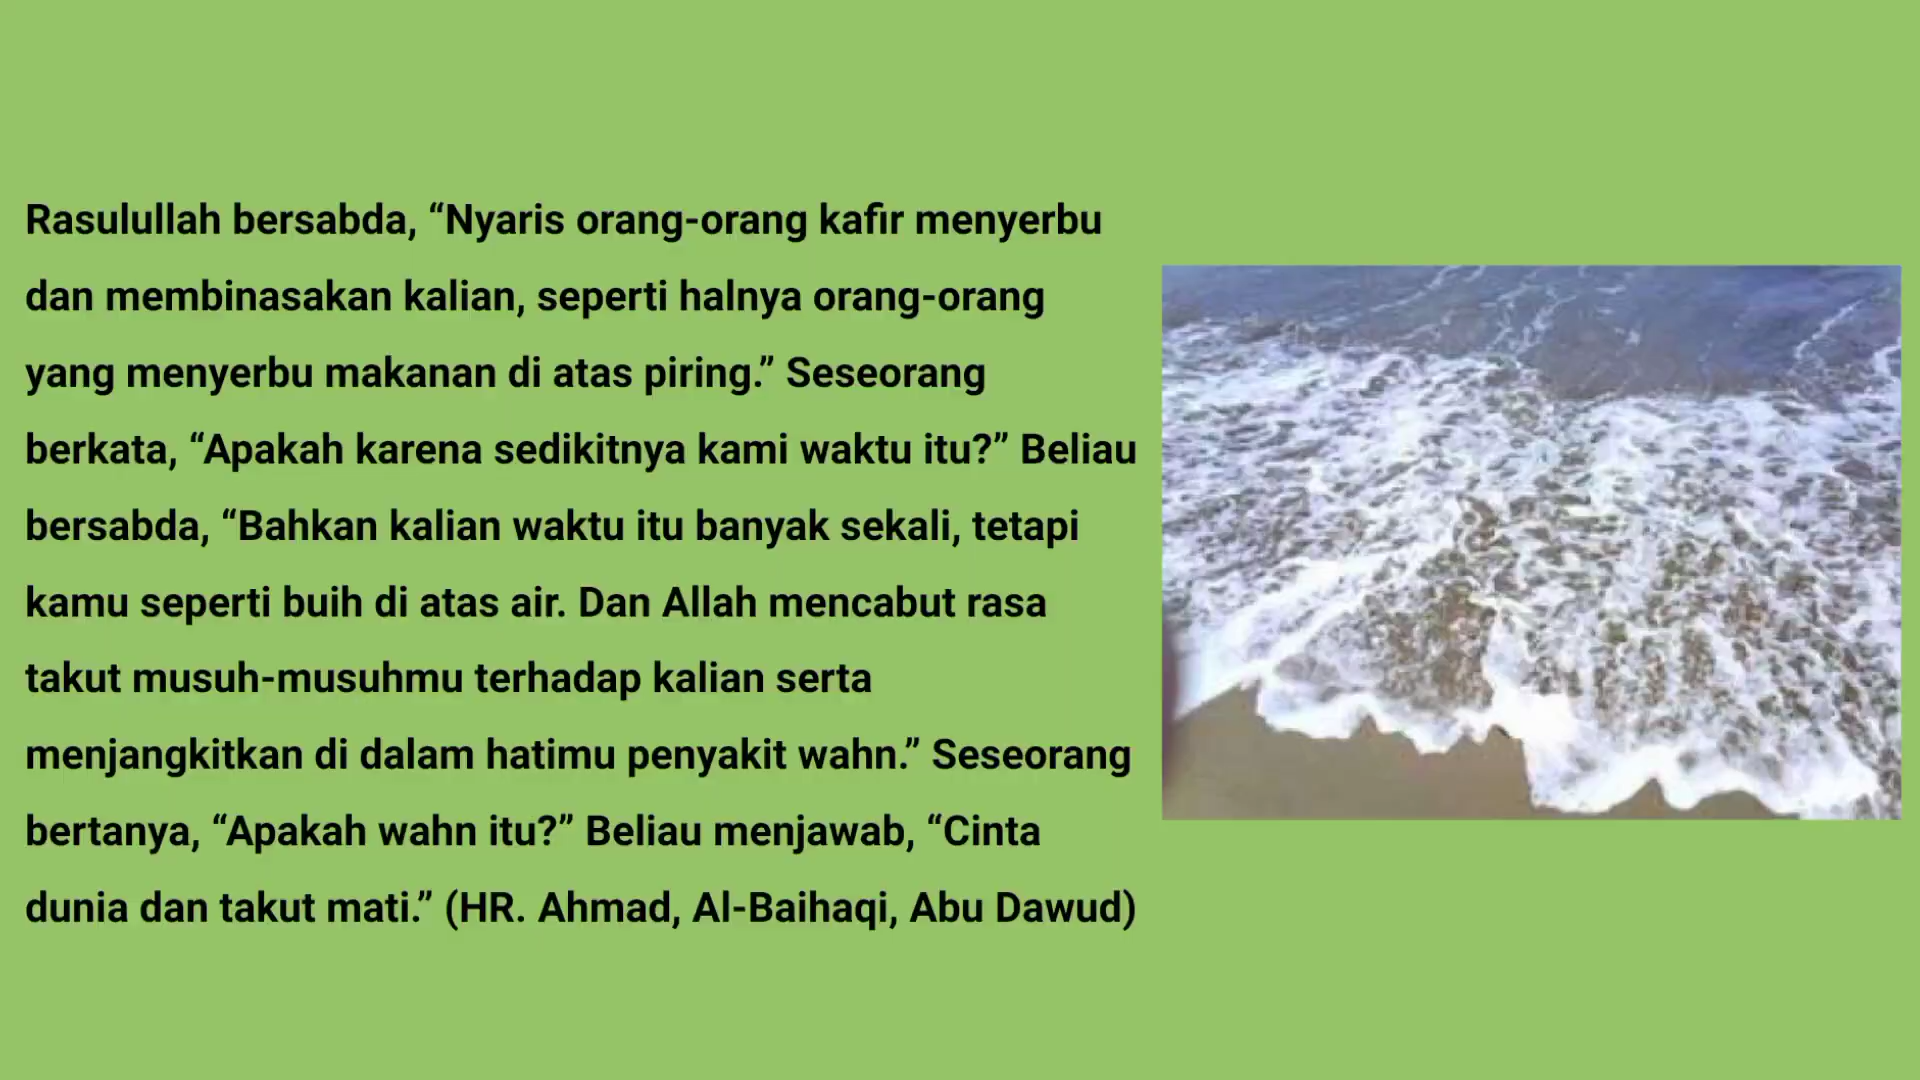 Rasulullah bersabda, “Nyaris orang-orang kafir menyerbu
dan membinasakan kalian, seperti halnya orang-orang
yang menyerbu makanan di atas piring.” Seseorang
berkata, “Apakah karena sedikitnya kami waktu itu?” Beliau
bersabda, “Bahkan kalian waktu itu banyak sekali, tetapi
kamu seperti buih di atas air. Dan Allah mencabut rasa
takut musuh-musuhmu terhadap kalian serta
menjangkitkan di dalam hatimu penyakit wahn.” Seseorang
bertanya, “Apakah wahn itu?” Beliau menjawab, “Cinta
dunia dan takut mati.” (HR. Ahmad, Al-Baihaqi, Abu Dawud)